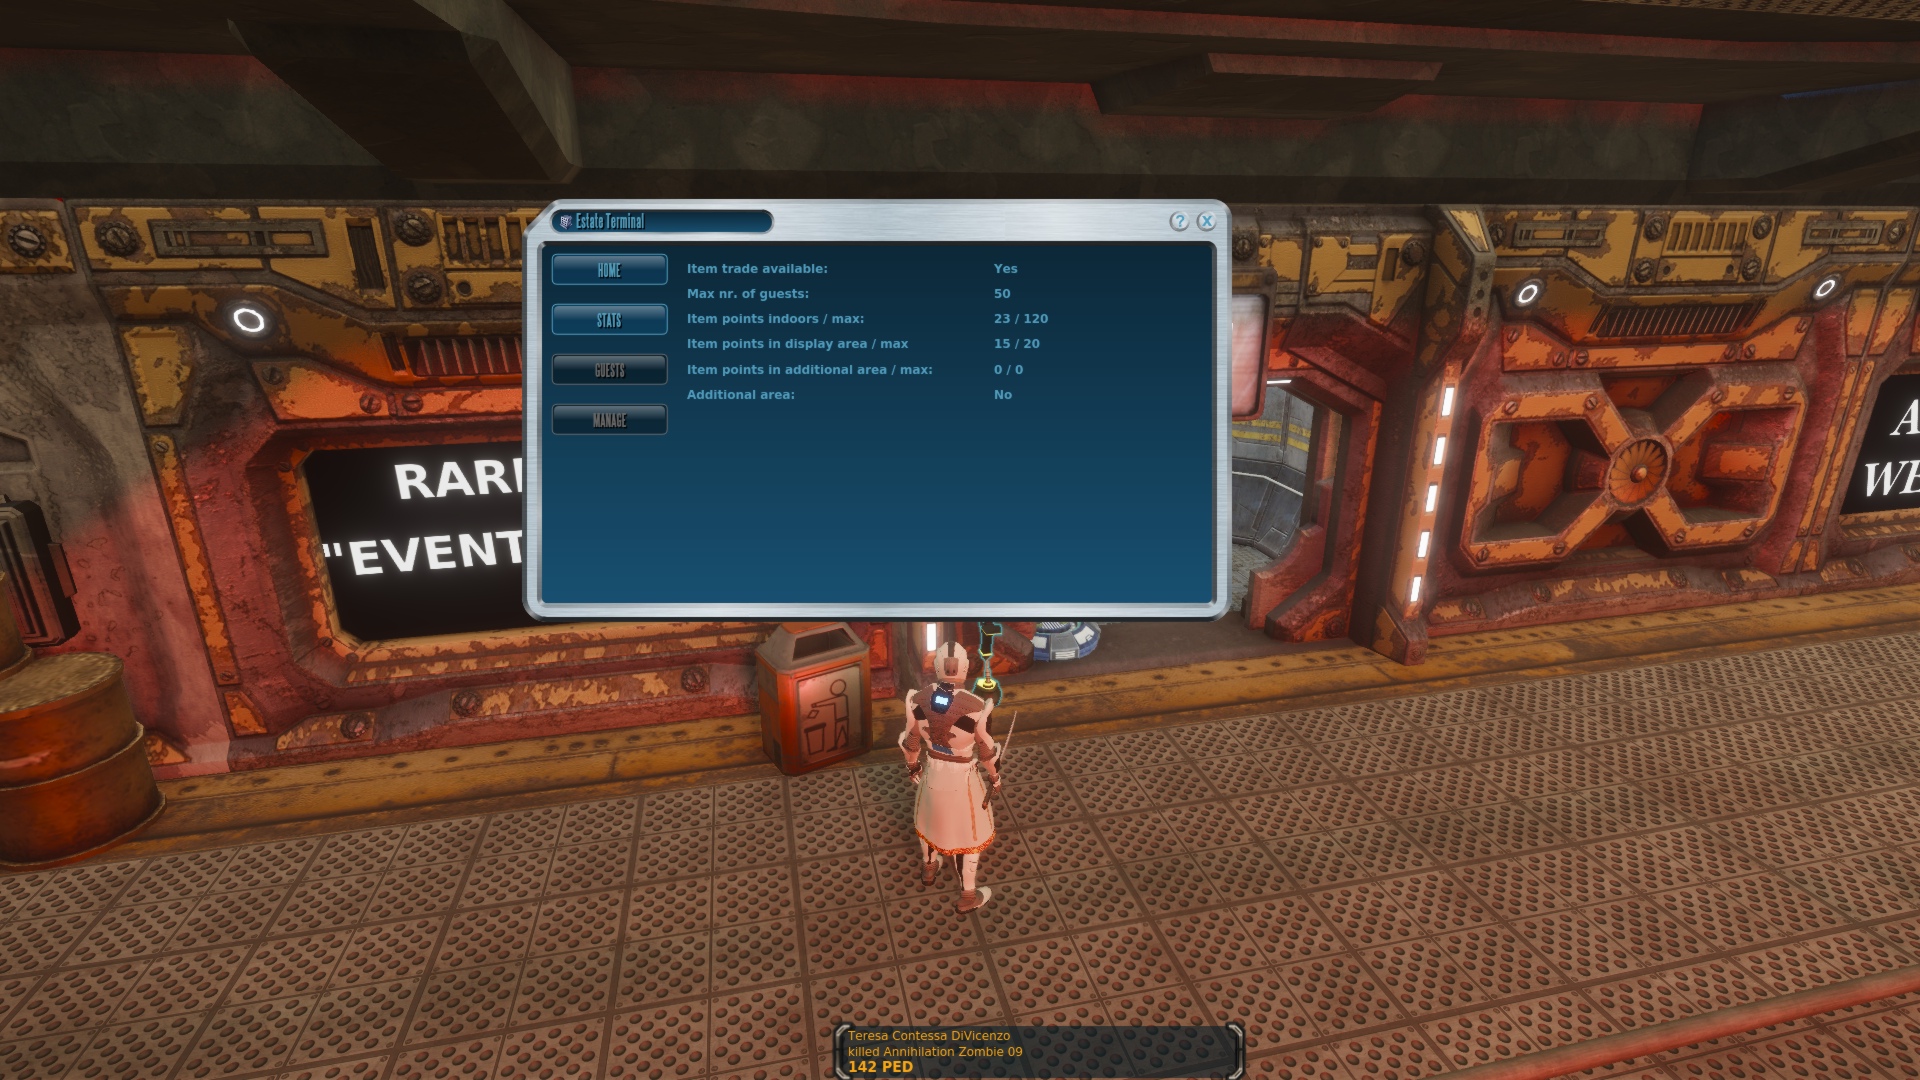 Estate Terminal
?
X
HOME
STATS
GUESTS
MANAGE
Item trade available: Yes
Max nr. of guests: 50
Item points indoors / max: 23 / 120
Item points in display area / max 15 / 20
Item points in additional area / max: 0 / 0
Additional area: No
RAR
"EVENT
A
WE
Teresa Contessa DiVicenzo
killed Annihilation Zombie 09
142 PED